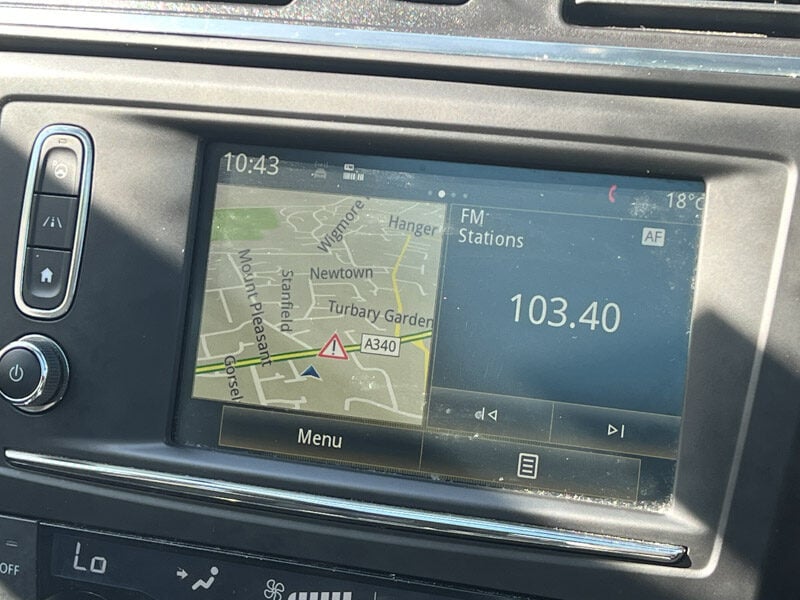 10:43
18°C
Wigmore
Hanger
Newtown
Mount Pleasant
Stanfield
Turbary Garden
A340
Gorsel
FM
Stations
AF
103.40
Menu
OFF
Lo